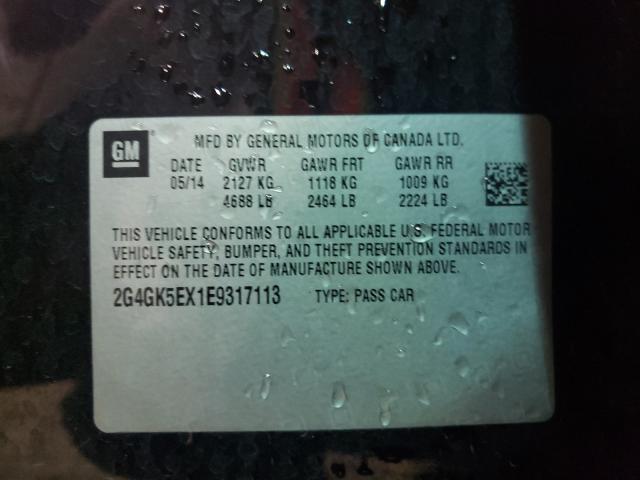 GM
MFD BY GENERAL MOTORS OF CANADA LTD.
DATE GVWR GAWR FRT GAWR RR
05/14 2127 KG 1118 KG 1009 KG
4688 LB 2464 LB 2224 LB
THIS VEHICLE CONFORMS TO ALL APPLICABLE U.S. FEDERAL MOTOR
VEHICLE SAFETY, BUMPER, AND THEFT PREVENTION STANDARDS IN
EFFECT ON THE DATE OF MANUFACTURE SHOWN ABOVE.
2G4GK5EX1E9317113 TYPE: PASS CAR